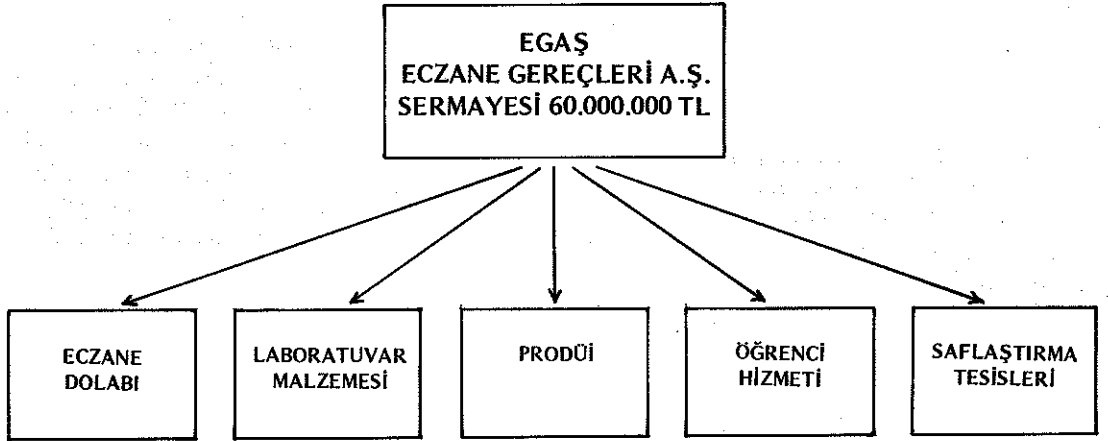 EGAŞ
ECZANE GEREÇLERİ A.Ş.
SERMAYESİ 60.000.000 TL
ECZANE
DOLABI
LABORATUVAR
MALZEMESİ
PRODÜİ
ÖĞRENCİ
HİZMETİ
SAFLAŞTIRMA
TESİSLERİ